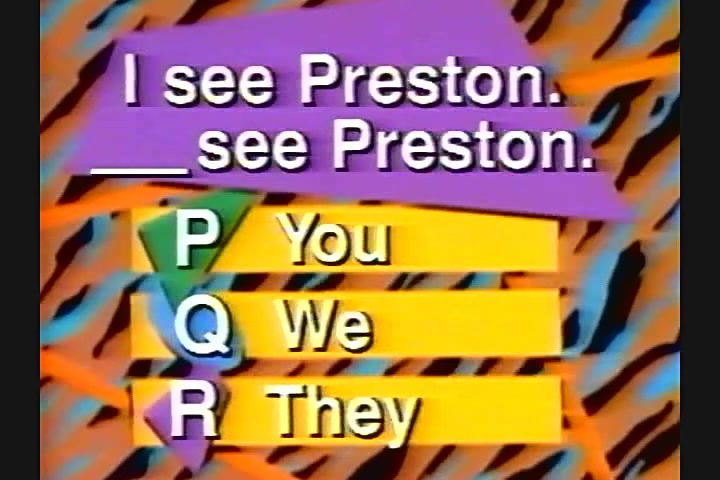 I see Preston.
___ see Preston.
P You
Q We
R They